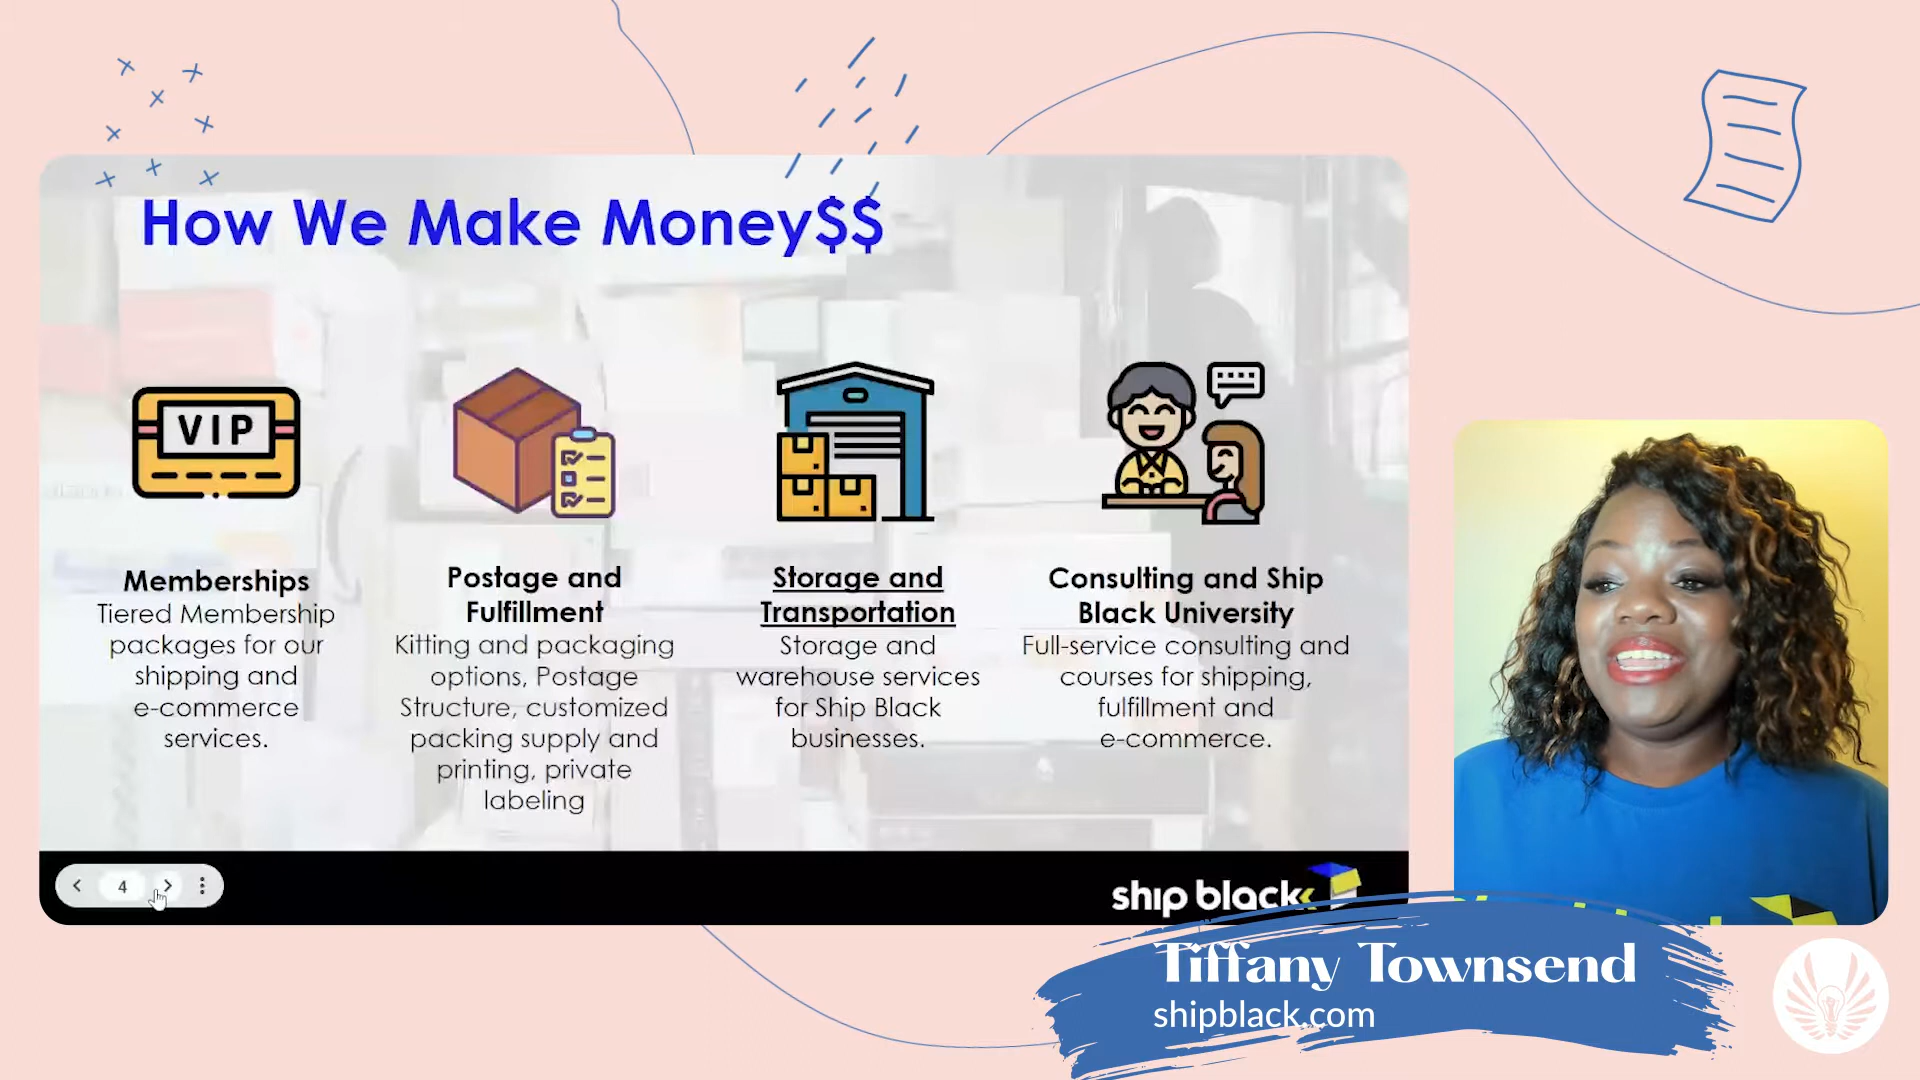 How We Make Money$$
VIP
Memberships
Tiered Membership
packages for our
shipping and
e-commerce
services.
Postage and
Fulfillment
Kitting and packaging
options, Postage
Structure, customized
packing supply and
printing, private
labeling
Storage and
Transportation
Storage and
warehouse services
for Ship Black
businesses.
Consulting and Ship
Black University
Full-service consulting and
courses for shipping,
fulfillment and
e-commerce.
4
ship black
Tiffany Townsend
shipblack.com